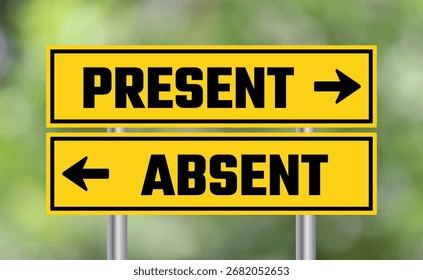 PRESENT →
← ABSENT
shutterstock.com · 2682052653